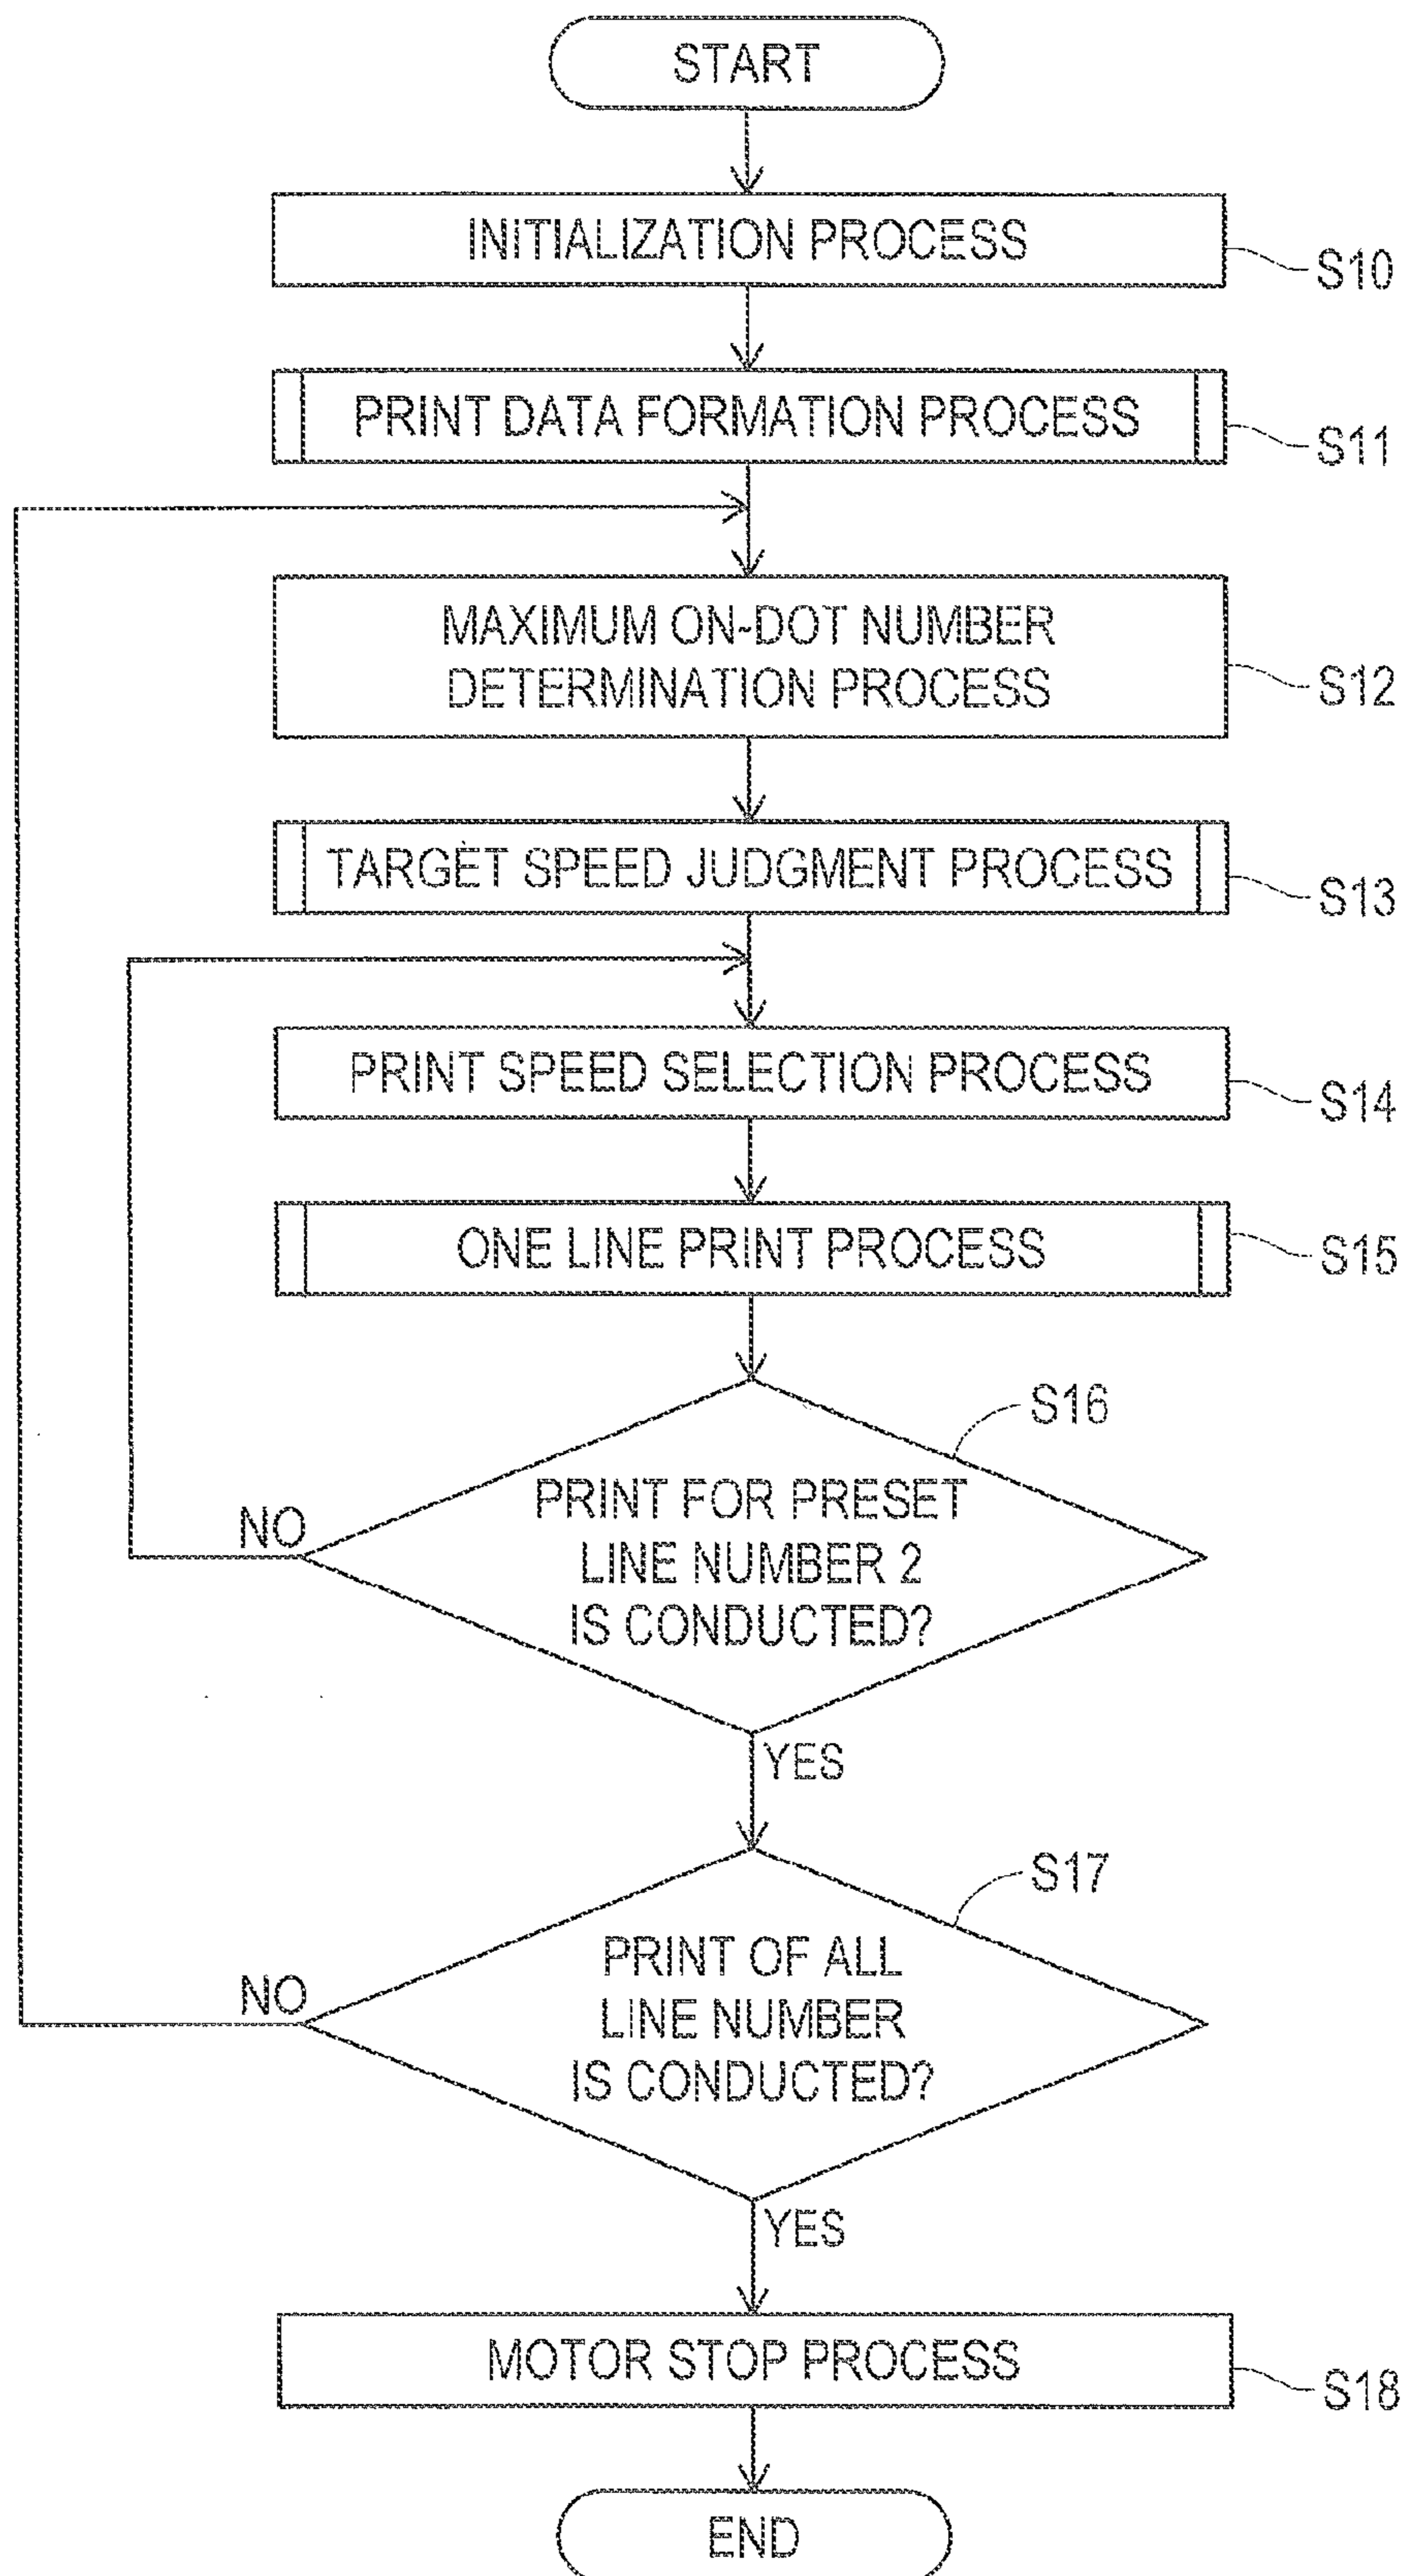 START
INITIALIZATION PROCESS
S10
PRINT DATA FORMATION PROCESS
S11
MAXIMUM ON-DOT NUMBER
DETERMINATION PROCESS
S12
TARGET SPEED JUDGMENT PROCESS
S13
PRINT SPEED SELECTION PROCESS
S14
ONE LINE PRINT PROCESS
S15
S16
PRINT FOR PRESET
LINE NUMBER 2
IS CONDUCTED?
NO
YES
S17
PRINT OF ALL
LINE NUMBER
IS CONDUCTED?
NO
YES
MOTOR STOP PROCESS
S18
END